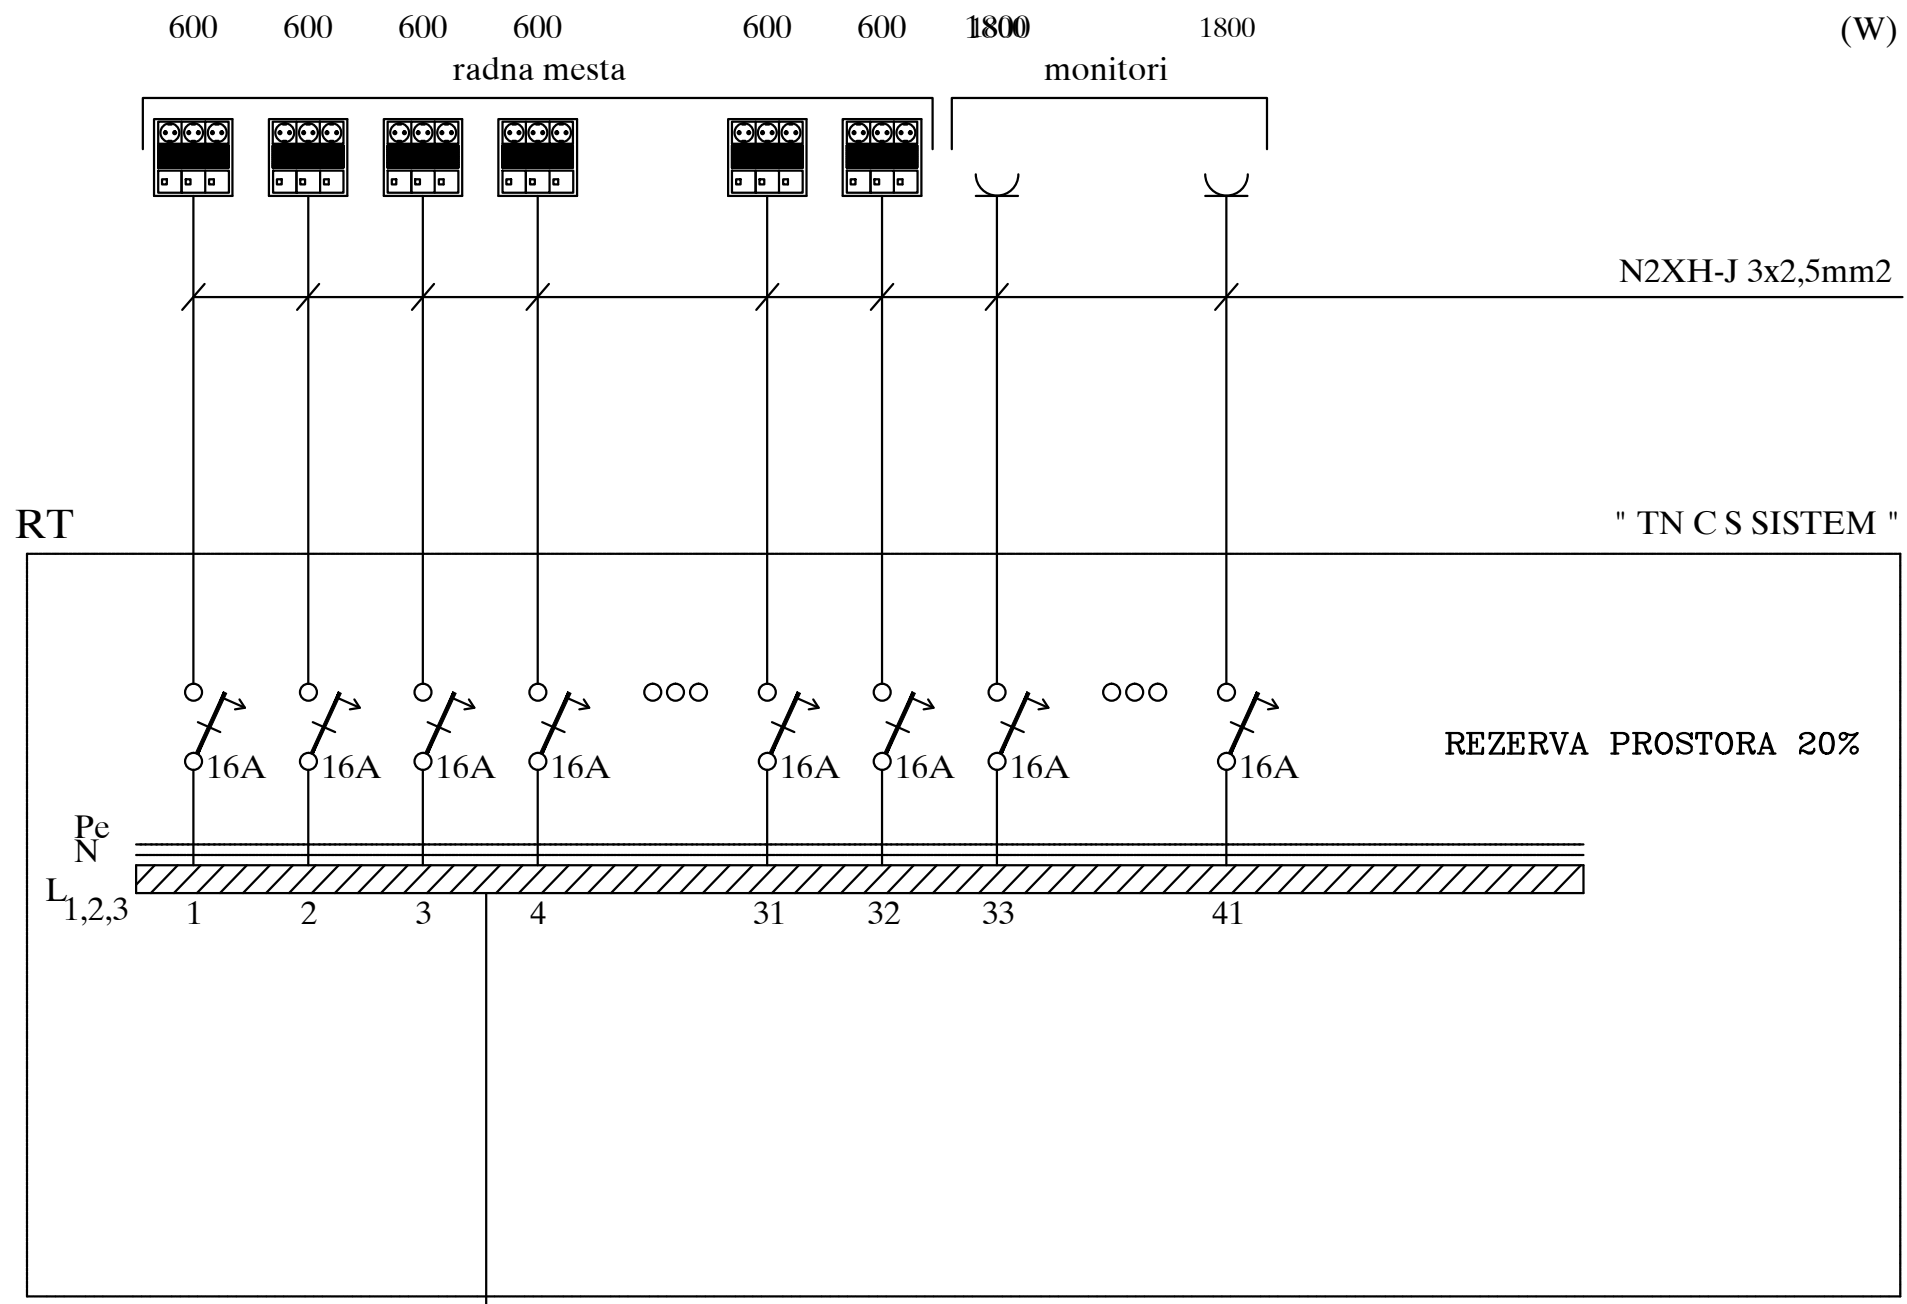 600 600 600 600 600 600 1800 1800 1800 (W)
radna mesta monitori
N2XH-J 3x2,5mm2
RT " TN C S SISTEM "
REZERVA PROSTORA 20%
16A 16A 16A 16A 16A 16A 16A 16A
Pe
N
L1,2,3 1 2 3 4 31 32 33 41